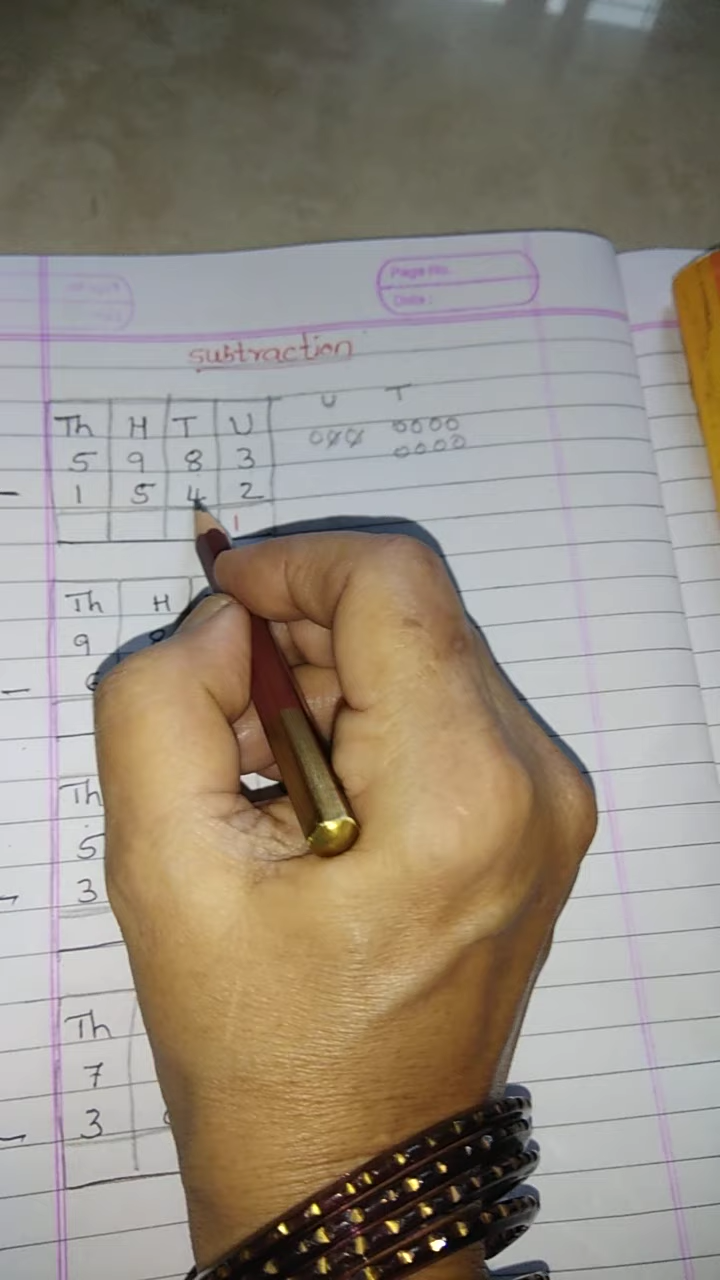 Page No.
Date :
subtraction
U T
Th H T U
5 9 8 3
- 1 5 4 2
1
Th H
9
-
Th
5
- 3
Th
7
- 3